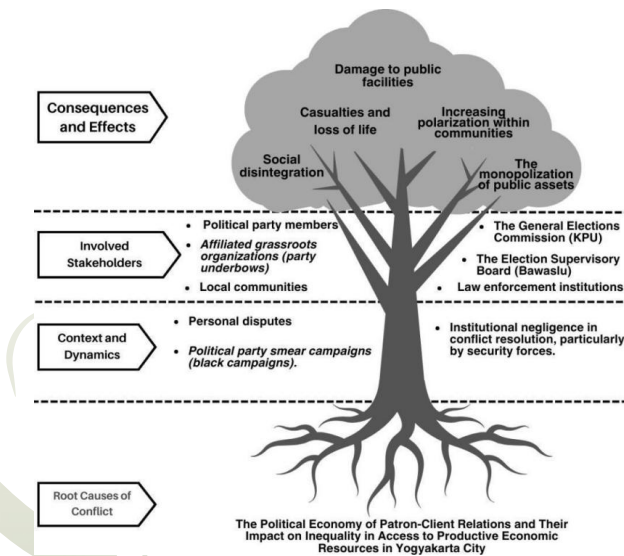 Consequences
and Effects
Damage to public
facilities
Casualties and
loss of life
Increasing
polarization within
communities
Social
disintegration
The
monopolization
of public assets
Involved
Stakeholders
• Political party members
• Affiliated grassroots
organizations (party
underbows)
• Local communities
• The General Elections
Commission (KPU)
• The Election Supervisory
Board (Bawaslu)
• Law enforcement institutions
Context and
Dynamics
• Personal disputes
• Political party smear campaigns
(black campaigns).
• Institutional negligence in
conflict resolution, particularly
by security forces.
Root Causes of
Conflict
The Political Economy of Patron-Client Relations and Their
Impact on Inequality in Access to Productive Economic
Resources in Yogyakarta City